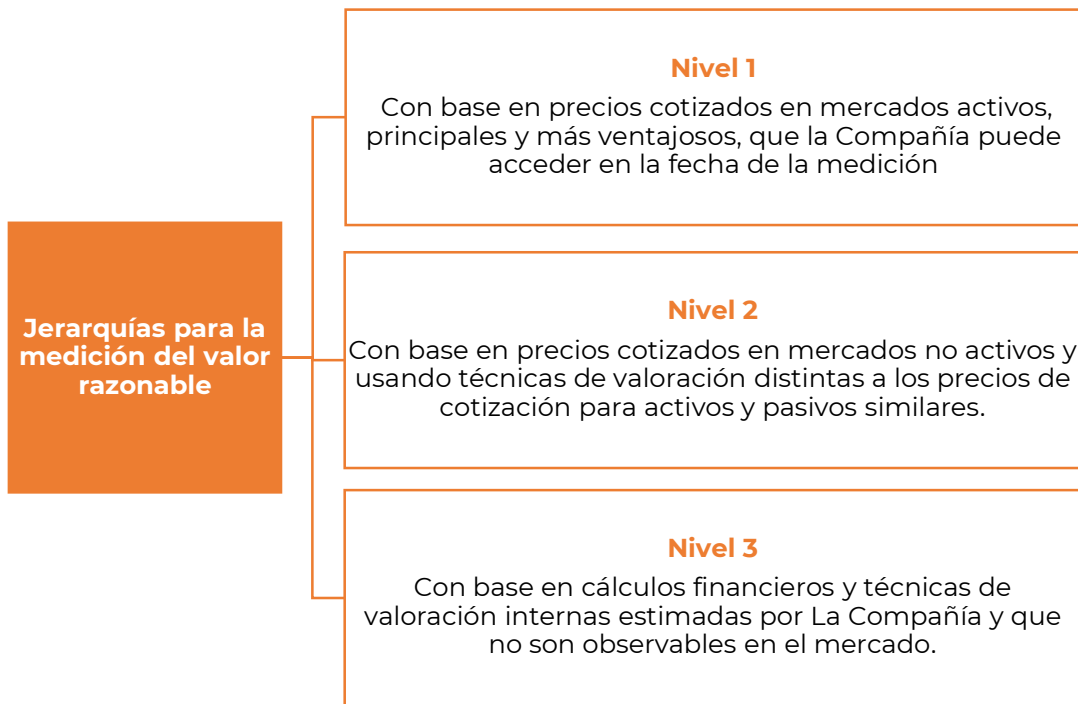 Jerarquías para la
medición del valor
razonable
Nivel 1
Con base en precios cotizados en mercados activos,
principales y más ventajosos, que la Compañía puede
acceder en la fecha de la medición
Nivel 2
Con base en precios cotizados en mercados no activos y
usando técnicas de valoración distintas a los precios de
cotización para activos y pasivos similares.
Nivel 3
Con base en cálculos financieros y técnicas de
valoración internas estimadas por La Compañía y que
no son observables en el mercado.